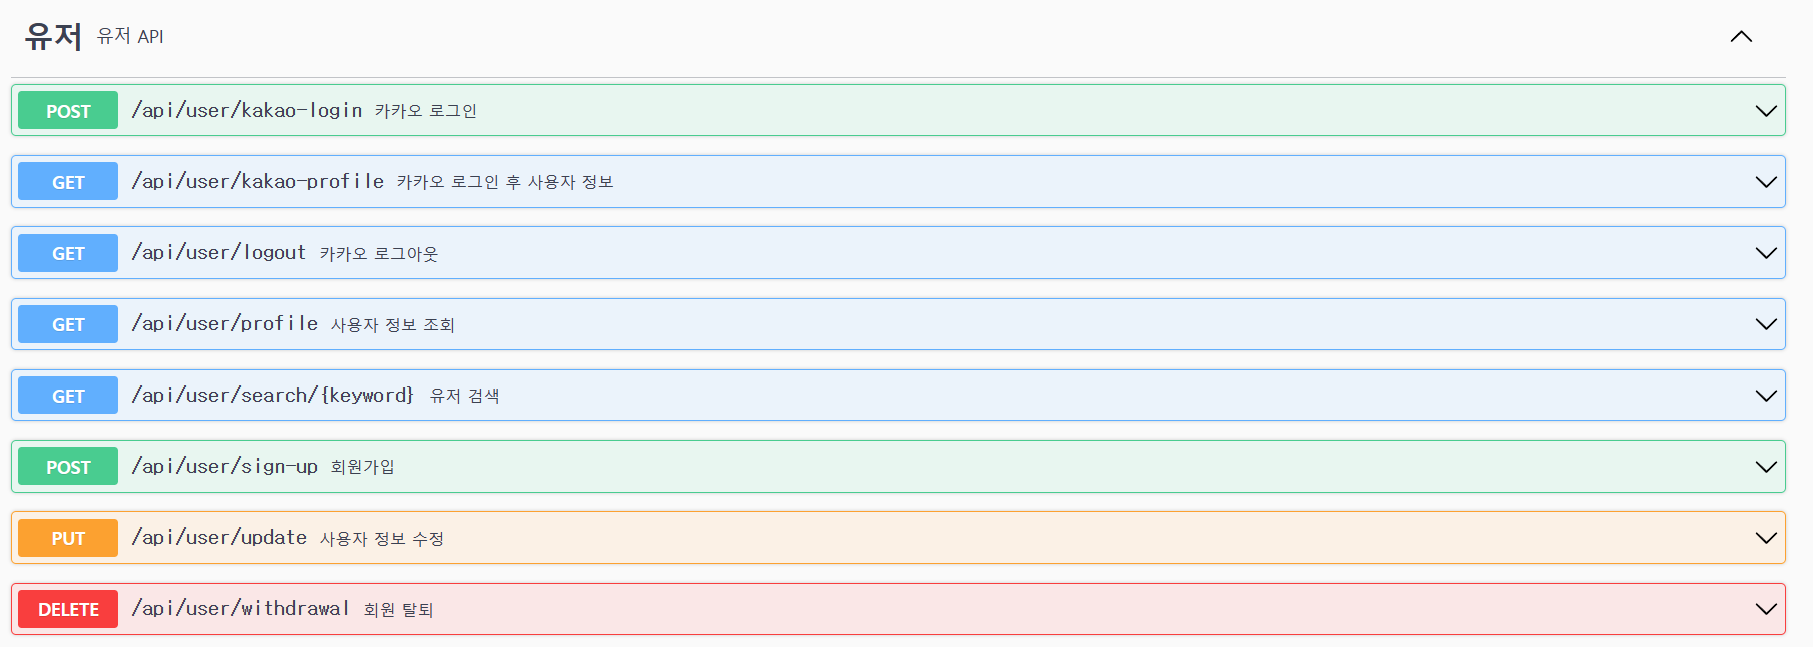 유저 유저 API
POST /api/user/kakao-login 카카오 로그인
GET /api/user/kakao-profile 카카오 로그인 후 사용자 정보
GET /api/user/logout 카카오 로그아웃
GET /api/user/profile 사용자 정보 조회
GET /api/user/search/{keyword} 유저 검색
POST /api/user/sign-up 회원가입
PUT /api/user/update 사용자 정보 수정
DELETE /api/user/withdrawal 회원 탈퇴